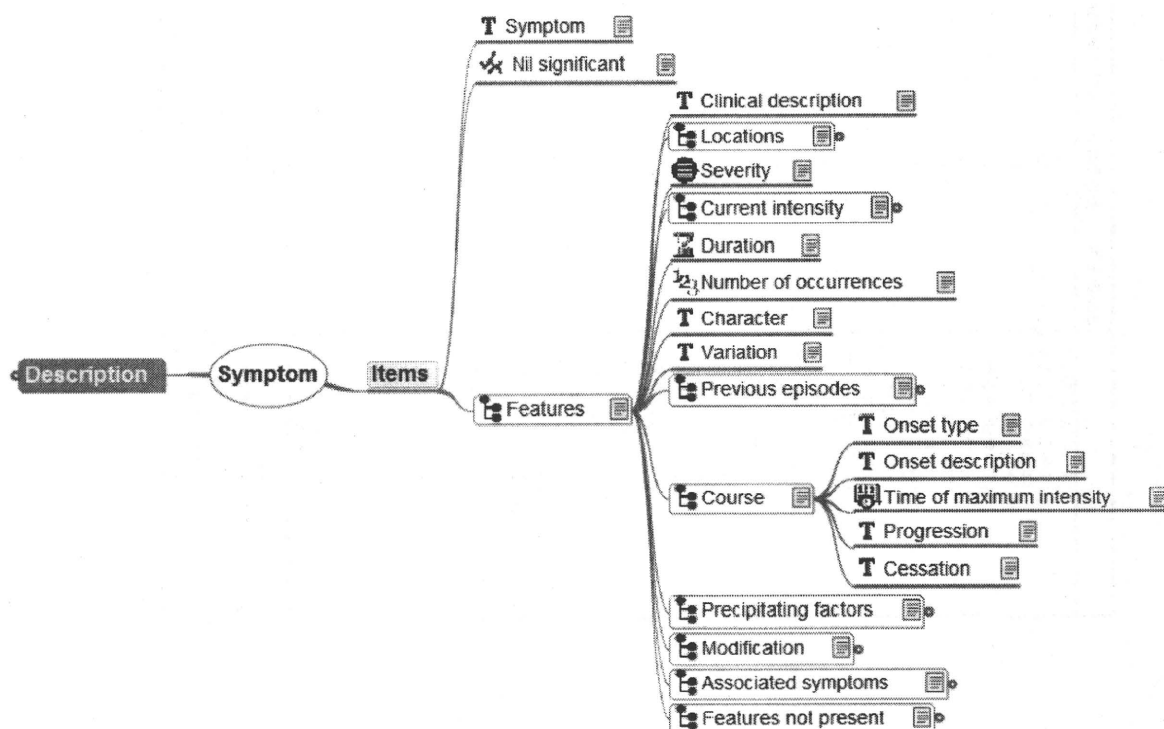 Symptom
Nil significant
Clinical description
Locations
Severity
Current intensity
Duration
123 Number of occurrences
Character
Variation
Description
Symptom
Items
Features
Previous episodes
Onset type
Onset description
Course
Time of maximum intensity
Progression
Cessation
Precipitating factors
Modification
Associated symptoms
Features not present